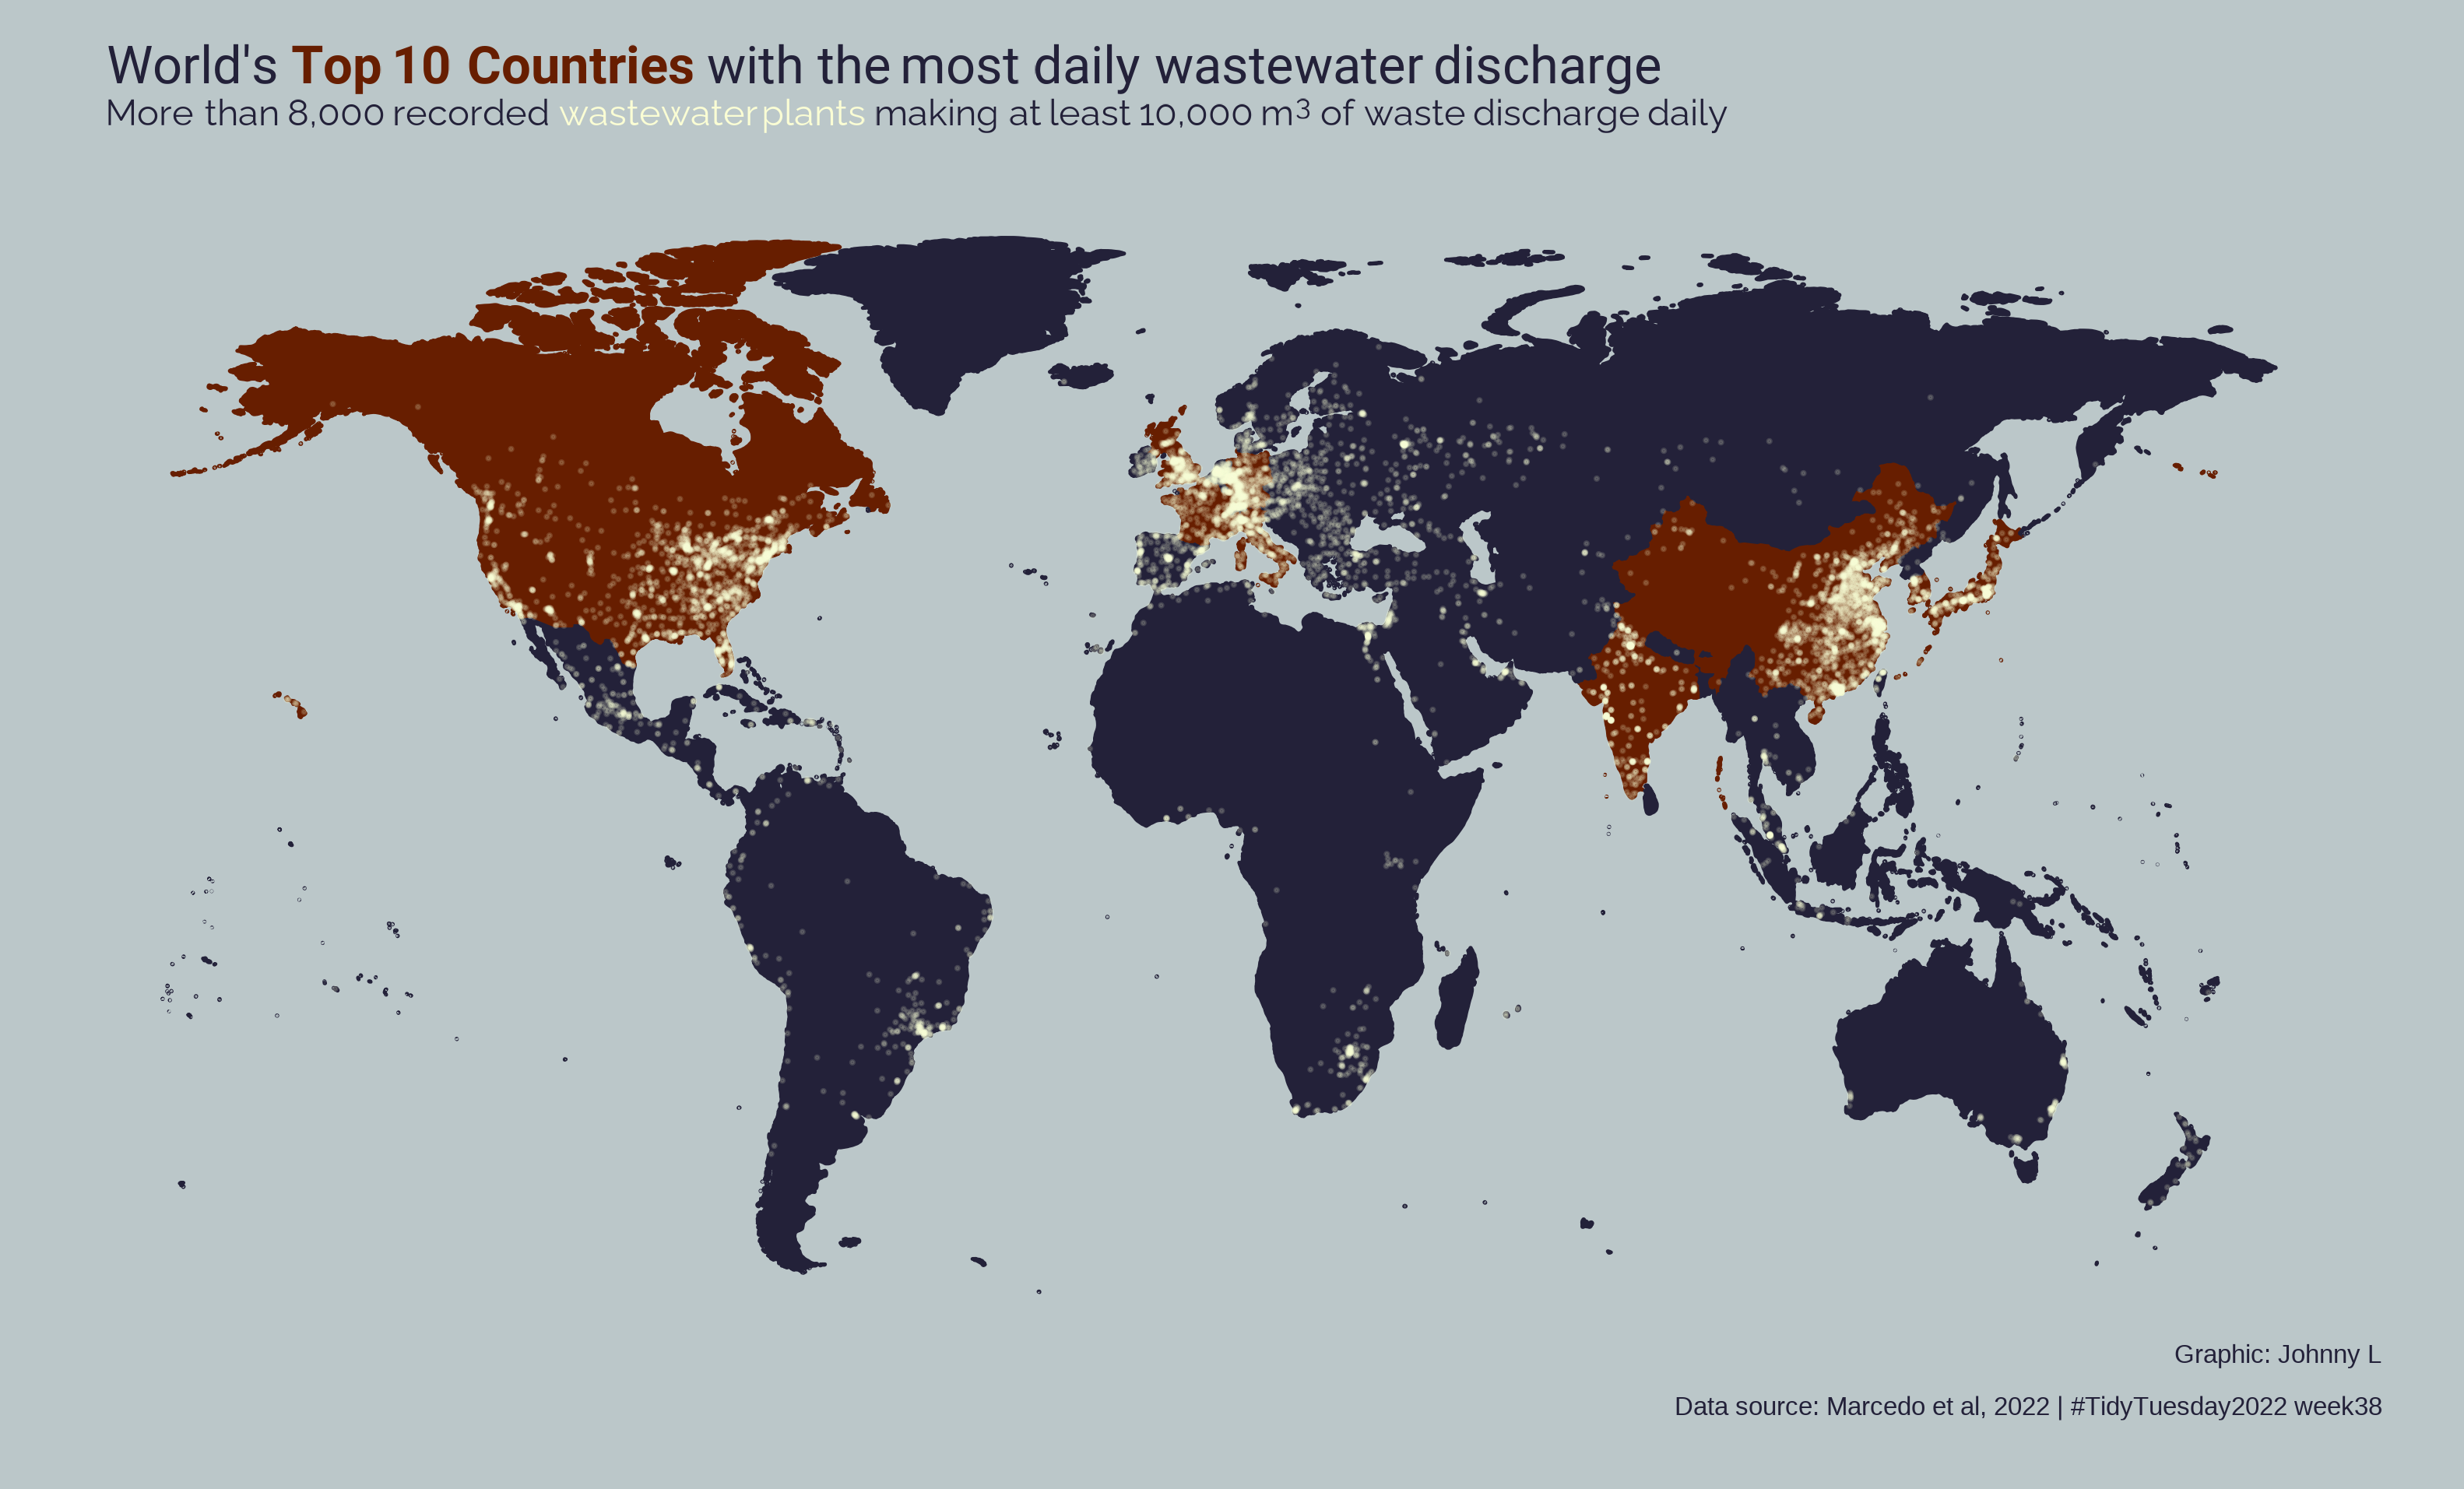 World's Top 10 Countries with the most daily wastewater discharge
More than 8,000 recorded wastewater plants making at least 10,000 m³ of waste discharge daily
Graphic: Johnny L
Data source: Marcedo et al, 2022 | #TidyTuesday2022 week38